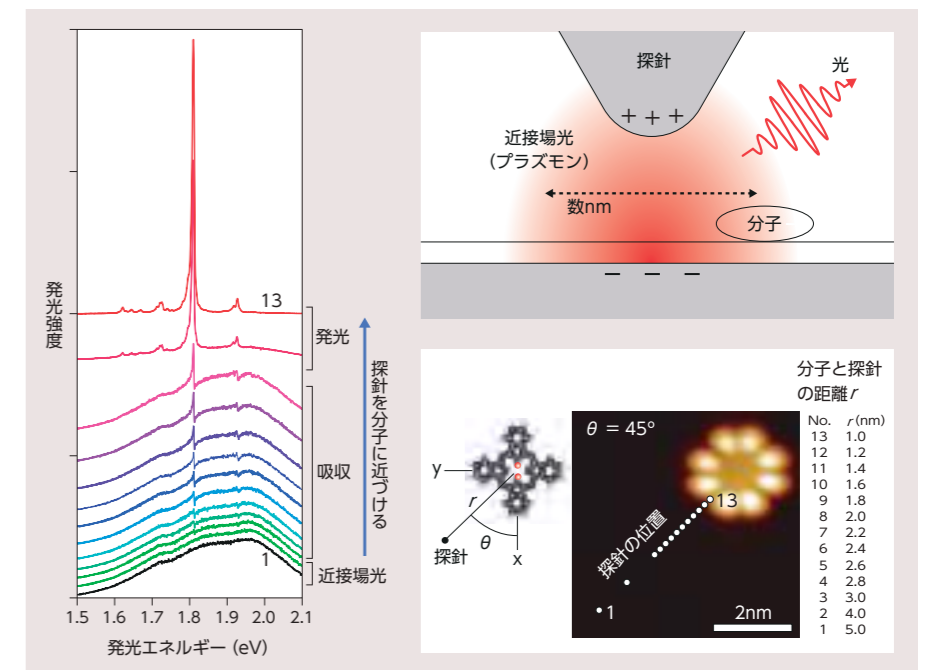 発光強度
13
1
発光
吸収
近接場光
探針を分子に近づける
1.5 1.6 1.7 1.8 1.9 2.0 2.1
発光エネルギー (eV)
探針
+ + +
光
近接場光
(プラズモン)
数nm
分子
− − −
分子と探針
の距離r
θ = 45°
y
r
θ
探針
x
13
探針の位置
1
2nm
No. r(nm)
13 1.0
12 1.2
11 1.4
10 1.6
9 1.8
8 2.0
7 2.2
6 2.4
5 2.6
4 2.8
3 3.0
2 4.0
1 5.0